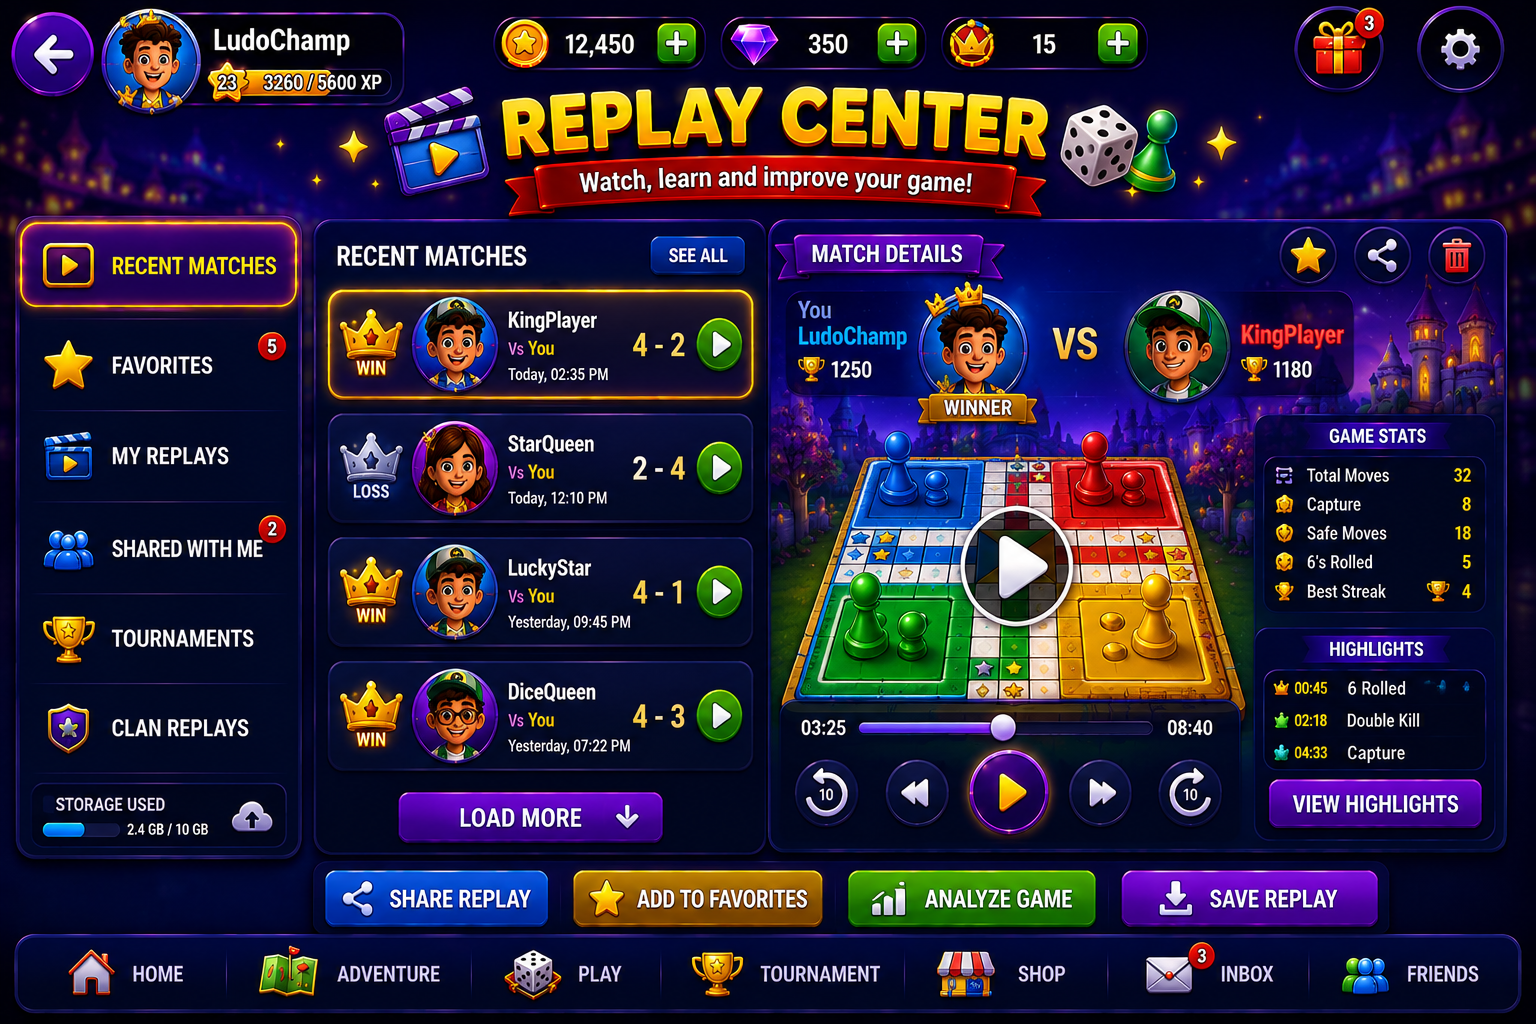 LudoChamp
23
3260 / 5600 XP
12,450
350
15
3
REPLAY CENTER
Watch, learn and improve your game!
RECENT MATCHES
FAVORITES
5
MY REPLAYS
SHARED WITH ME
2
TOURNAMENTS
CLAN REPLAYS
STORAGE USED
2.4 GB / 10 GB
RECENT MATCHES
SEE ALL
WIN
KingPlayer
Vs You
Today, 02:35 PM
4 - 2
LOSS
StarQueen
Vs You
Today, 12:10 PM
2 - 4
WIN
LuckyStar
Vs You
Yesterday, 09:45 PM
4 - 1
WIN
DiceQueen
Vs You
Yesterday, 07:22 PM
4 - 3
LOAD MORE
MATCH DETAILS
You
LudoChamp
1250
WINNER
VS
KingPlayer
1180
GAME STATS
Total Moves 32
Capture 8
Safe Moves 18
6's Rolled 5
Best Streak 4
HIGHLIGHTS
00:45 6 Rolled
02:18 Double Kill
04:33 Capture
VIEW HIGHLIGHTS
03:25
08:40
10
10
SHARE REPLAY
ADD TO FAVORITES
ANALYZE GAME
SAVE REPLAY
HOME
ADVENTURE
PLAY
TOURNAMENT
SHOP
3
INBOX
FRIENDS